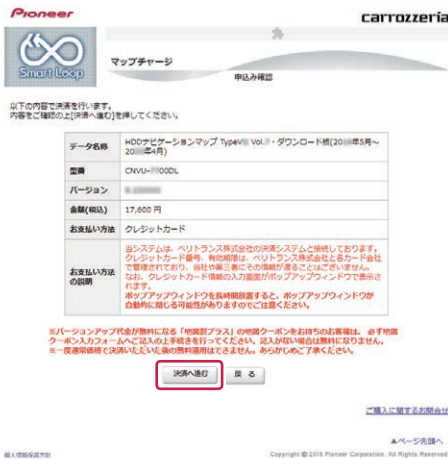 Pioneer
carrozzeria
Smart Loop
マップチャージ
申込み確認
以下の内容で決済を行います。
内容をご確認の上[決済へ進む]を押してください。
データ名称 HDDナビゲーションマップ TypeV Vol. ・ダウンロード版(20 年5月～
20 年4月)
型番 CNVU- 00DL
バージョン
金額(税込) 17,600 円
お支払い方法 クレジットカード
お支払い方法
の説明
当システムは、ベリトランス株式会社の決済システムと接続しております。
クレジットカード番号、有効期限は、ベリトランス株式会社と各カード会社
で管理されており、当社や第三者にその情報が渡ることはございません。
なお、クレジットカード情報の入力画面がポップアップウィンドウで表示さ
れます。
ポップアップウィンドウを長時間放置すると、ポップアップウィンドウが
自動的に閉じる可能性がありますのでご注意ください。
※バージョンアップ代金が無料になる「地図割プラス」の地図クーポンをお持ちのお客様は、 必ず地図
クーポン入力フォームへご記入の上手続きを行ってください。記入がない場合は無料になりません。
※一度通常価格で決済いただいた後の無料適用はできません。あらかじめご了承ください。
決済へ進む 戻 る
ご購入に関するお問合せ
▲ページ先頭へ
個人情報保護方針
Copyright © 2018 Pioneer Corporation. All Rights Reserved